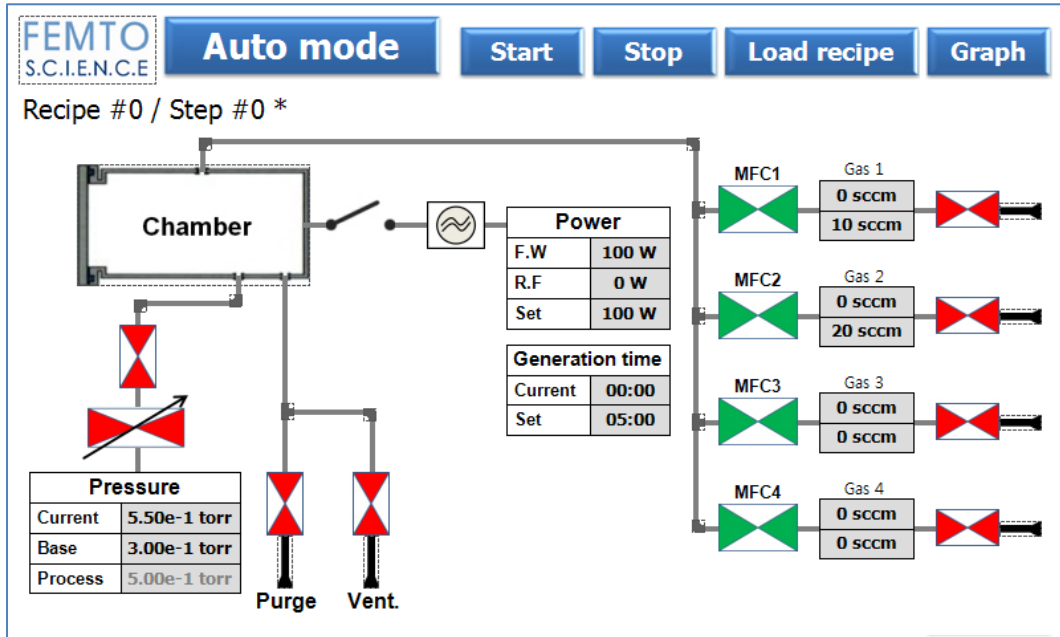 FEMTO
S.C.I.E.N.C.E
Auto mode
Start
Stop
Load recipe
Graph
Recipe #0 / Step #0 *
Chamber
Power
F.W 100 W
R.F 0 W
Set 100 W
Generation time
Current 00:00
Set 05:00
MFC1
Gas 1
0 sccm
10 sccm
MFC2
Gas 2
0 sccm
20 sccm
MFC3
Gas 3
0 sccm
0 sccm
MFC4
Gas 4
0 sccm
0 sccm
Pressure
Current 5.50e-1 torr
Base 3.00e-1 torr
Process 5.00e-1 torr
Purge
Vent.